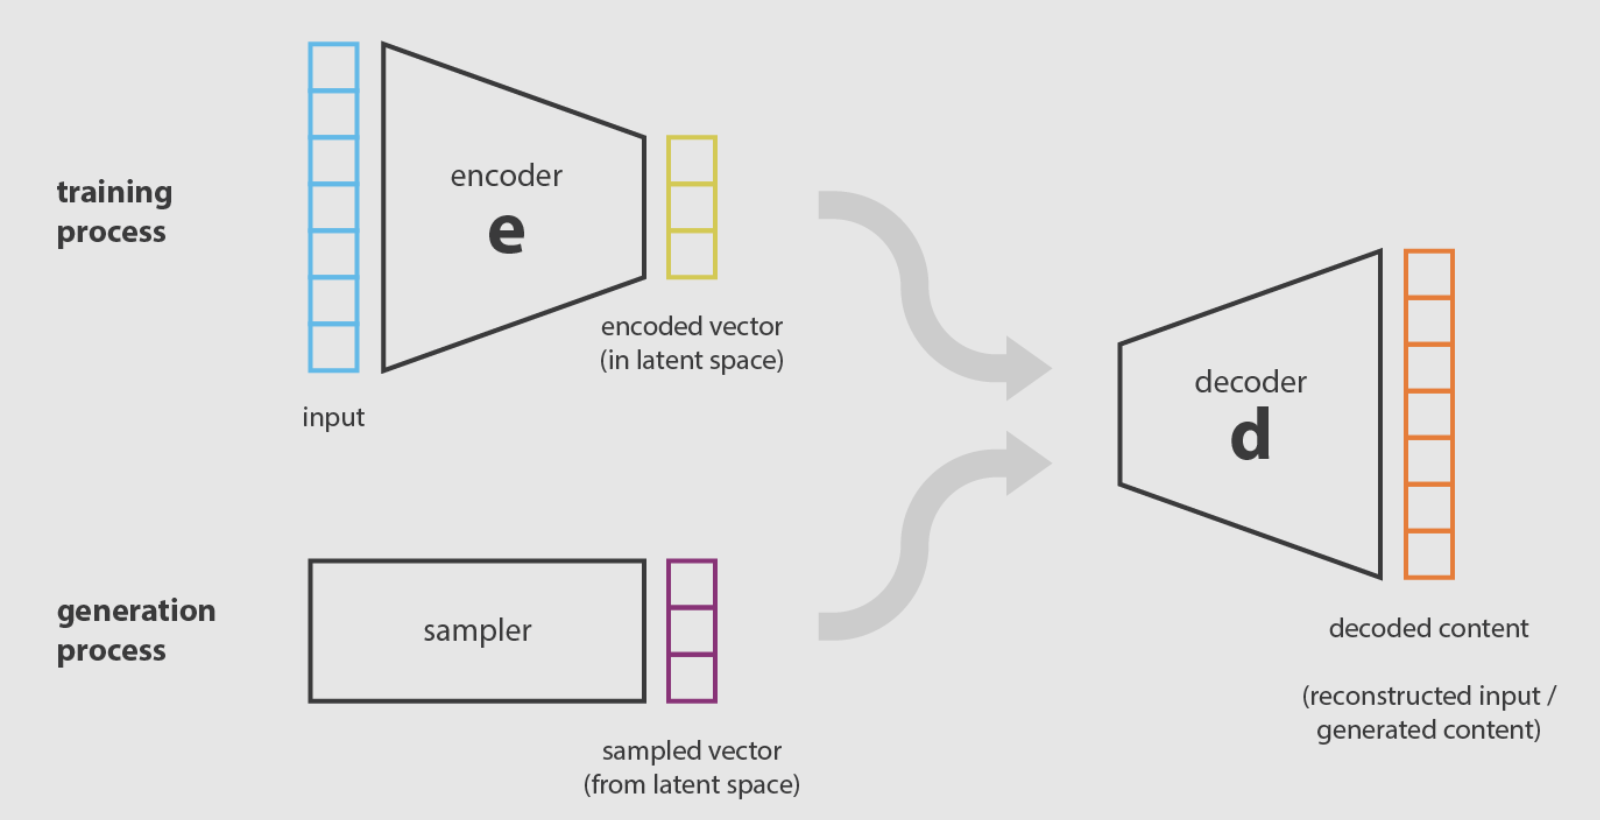 training
process
encoder
e
encoded vector
(in latent space)
input
decoder
d
generation
process
sampler
sampled vector
(from latent space)
decoded content
(reconstructed input /
generated content)